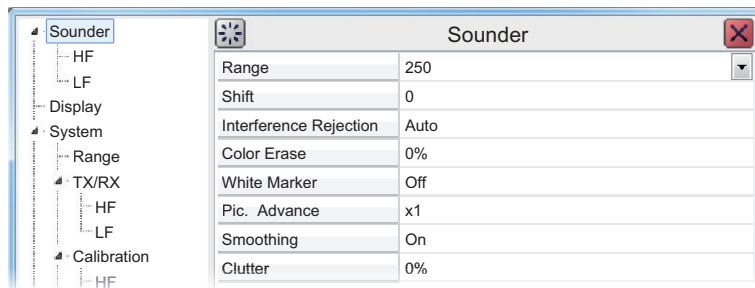 Sounder
HF
LF
Display
System
Range
TX/RX
HF
LF
Calibration
HF
Sounder
Range 250
Shift 0
Interference Rejection Auto
Color Erase 0%
White Marker Off
Pic. Advance x1
Smoothing On
Clutter 0%